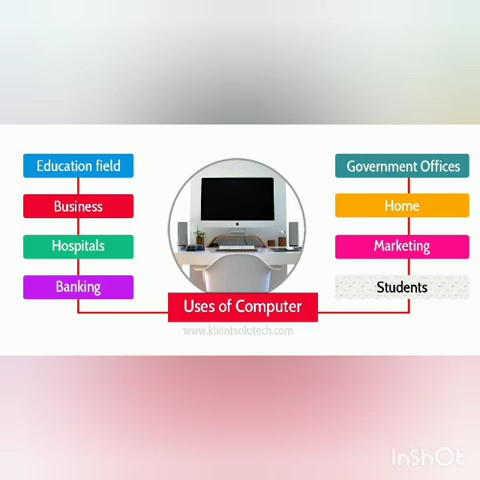 Education field
Business
Hospitals
Banking
Government Offices
Home
Marketing
Students
Uses of Computer
www.klientsolutech.com
InShOt